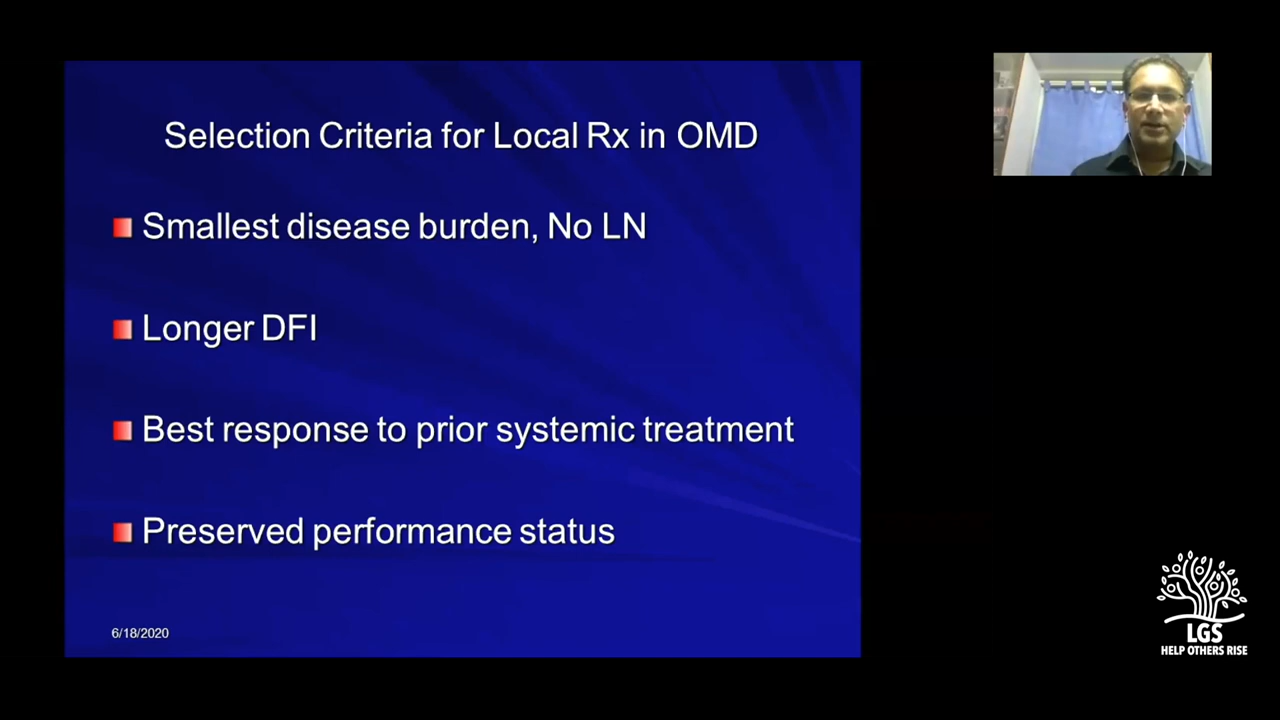 Selection Criteria for Local Rx in OMD
Smallest disease burden, No LN
Longer DFI
Best response to prior systemic treatment
Preserved performance status
6/18/2020
LGS
HELP OTHERS RISE